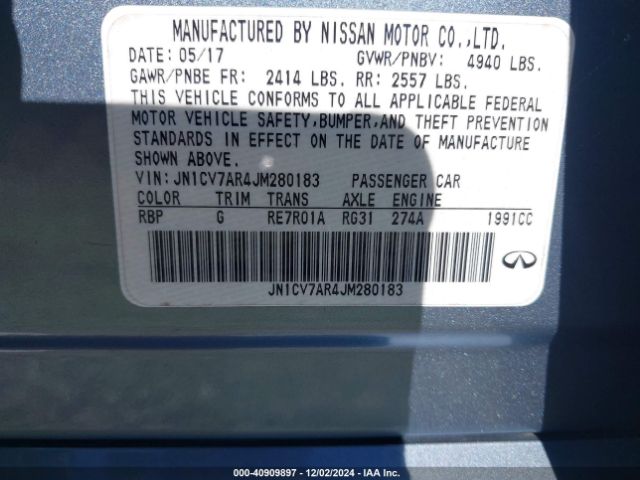 MANUFACTURED BY NISSAN MOTOR CO.,LTD.
DATE: 05/17 GVWR/PNBV: 4940 LBS.
GAWR/PNBE FR: 2414 LBS. RR: 2557 LBS.
THIS VEHICLE CONFORMS TO ALL APPLICABLE FEDERAL
MOTOR VEHICLE SAFETY,BUMPER,AND THEFT PREVENTION
STANDARDS IN EFFECT ON THE DATE OF MANUFACTURE
SHOWN ABOVE.
VIN:JN1CV7AR4JM280183 PASSENGER CAR
COLOR TRIM TRANS AXLE ENGINE
RBP G RE7R01A RG31 274A 1991CC
JN1CV7AR4JM280183
000-40909897 - 12/02/2024 - IAA Inc.